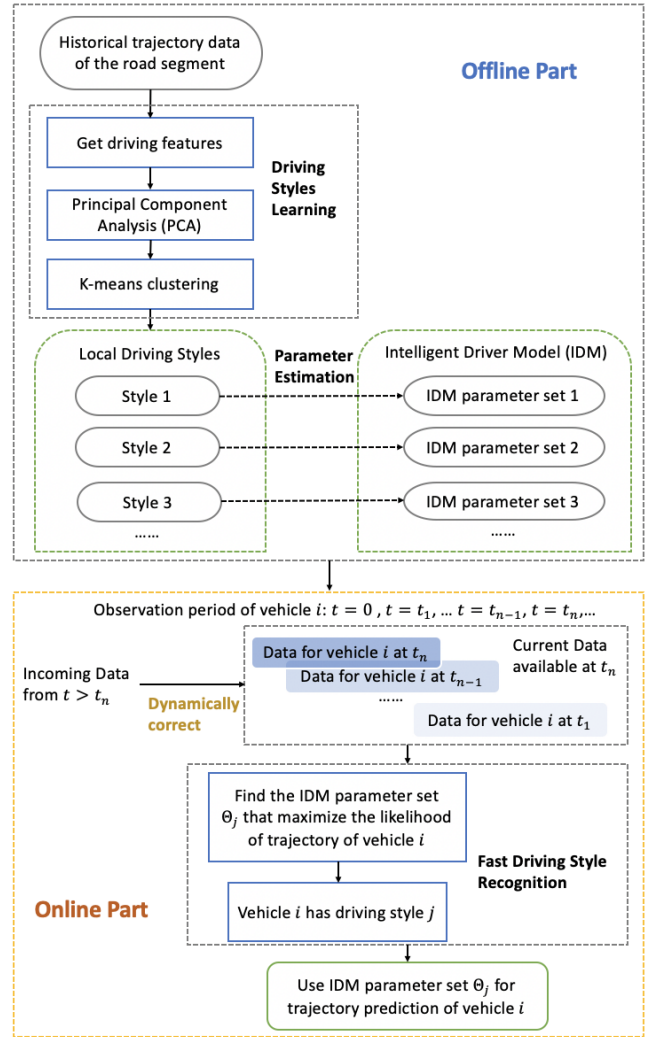 Historical trajectory data
of the road segment
Offline Part
Get driving features
Driving
Styles
Learning
Principal Component
Analysis (PCA)
K-means clustering
Local Driving Styles
Parameter
Estimation
Intelligent Driver Model (IDM)
Style 1
IDM parameter set 1
Style 2
IDM parameter set 2
Style 3
IDM parameter set 3
......
......
Observation period of vehicle i: t = 0 , t = t₁, ... t = tₙ₋₁, t = tₙ,...
Incoming Data
from t > tₙ
Dynamically
correct
Data for vehicle i at tₙ
Data for vehicle i at tₙ₋₁
......
Data for vehicle i at t₁
Current Data
available at tₙ
Find the IDM parameter set
Θⱼ that maximize the likelihood
of trajectory of vehicle i
Fast Driving Style
Recognition
Vehicle i has driving style j
Online Part
Use IDM parameter set Θⱼ for
trajectory prediction of vehicle i